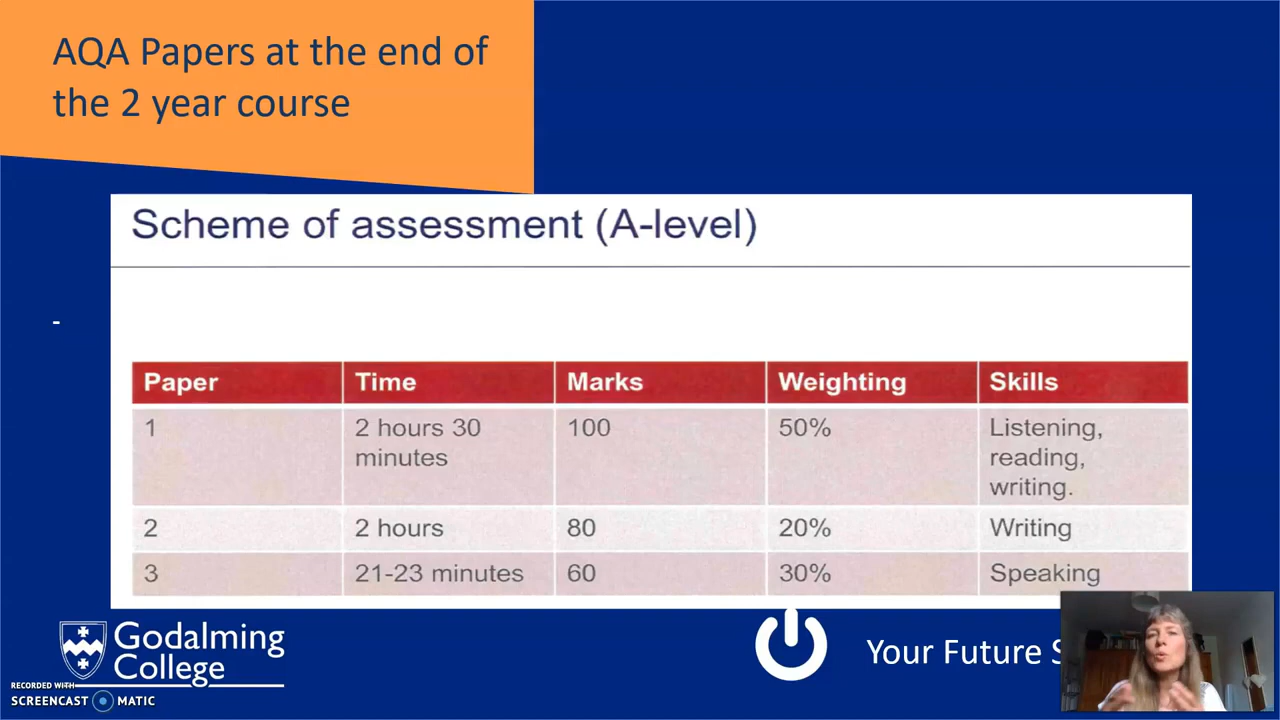 AQA Papers at the end of
the 2 year course
Scheme of assessment (A-level)
-
Paper Time Marks Weighting Skills
1 2 hours 30 100 50% Listening,
minutes reading,
writing.
2 2 hours 80 20% Writing
3 21-23 minutes 60 30% Speaking
Godalming
College
Your Future S
RECORDED WITH
SCREENCAST MATIC